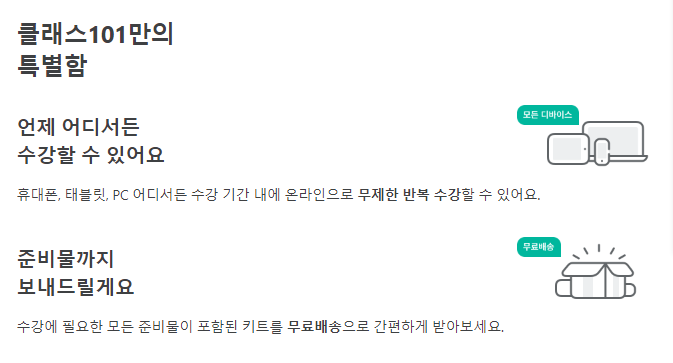 클래스101만의
특별함
언제 어디서든
수강할 수 있어요
모든 디바이스
휴대폰, 태블릿, PC 어디서든 수강 기간 내에 온라인으로 무제한 반복 수강할 수 있어요.
준비물까지
보내드릴게요
무료배송
수강에 필요한 모든 준비물이 포함된 키트를 무료배송으로 간편하게 받아보세요.